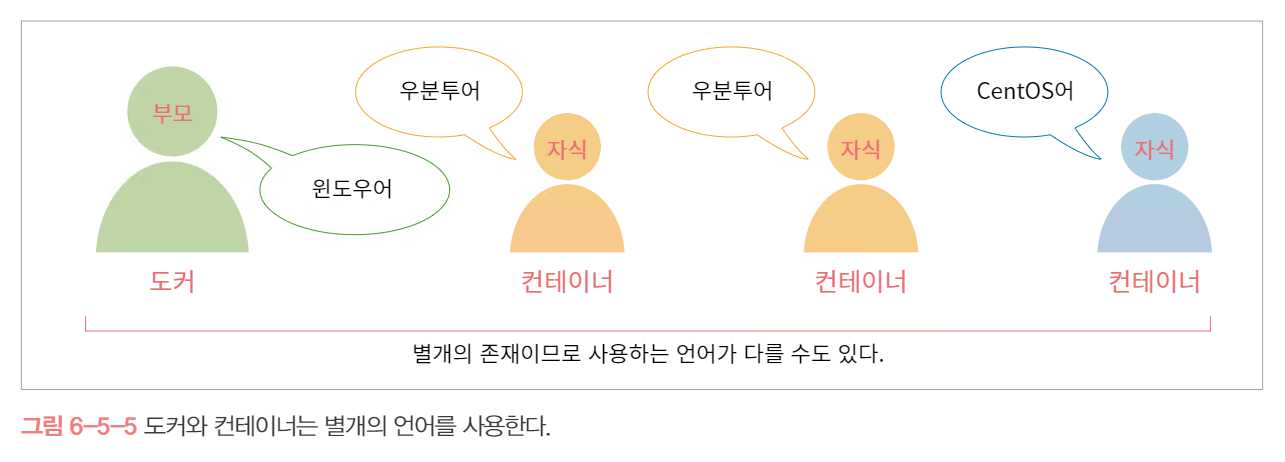 부모
윈도우어
도커
우분투어
자식
컨테이너
우분투어
자식
컨테이너
CentOS어
자식
컨테이너
별개의 존재이므로 사용하는 언어가 다를 수도 있다.
그림 6-5-5 도커와 컨테이너는 별개의 언어를 사용한다.